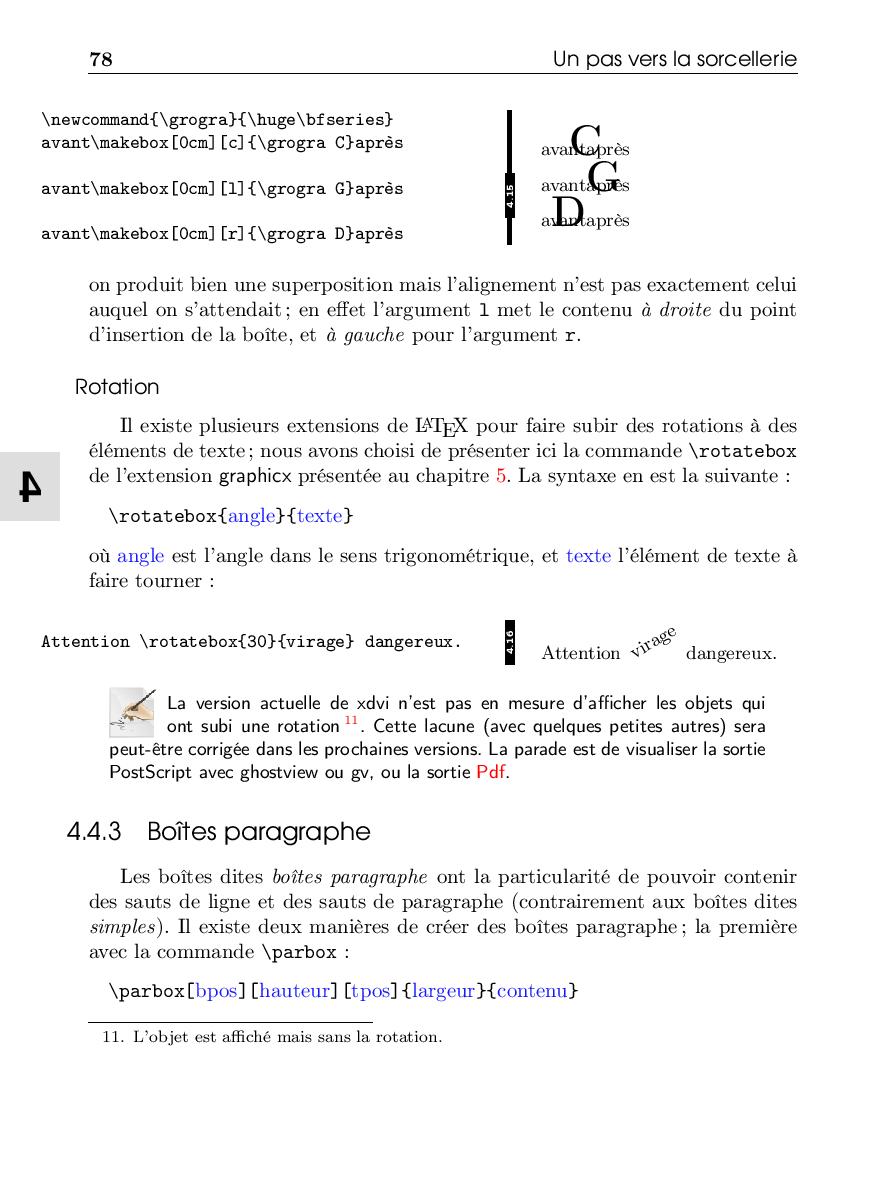 78 Un pas vers la sorcellerie
\newcommand{\grogra}{\huge\bfseries}
avant\makebox[0cm][c]{\grogra C}après
avant\makebox[0cm][l]{\grogra G}après
avant\makebox[0cm][r]{\grogra D}après
4.15
avantCaprès
avantGaprès
avantDaprès
on produit bien une superposition mais l'alignement n'est pas exactement celui
auquel on s'attendait ; en effet l'argument l met le contenu à droite du point
d'insertion de la boîte, et à gauche pour l'argument r.
Rotation
Il existe plusieurs extensions de LATEX pour faire subir des rotations à des
éléments de texte ; nous avons choisi de présenter ici la commande \rotatebox
de l'extension graphicx présentée au chapitre 5. La syntaxe en est la suivante :
4
\rotatebox{angle}{texte}
où angle est l'angle dans le sens trigonométrique, et texte l'élément de texte à
faire tourner :
Attention \rotatebox{30}{virage} dangereux.
4.16
Attention virage dangereux.
La version actuelle de xdvi n'est pas en mesure d'afficher les objets qui
ont subi une rotation 11. Cette lacune (avec quelques petites autres) sera
peut-être corrigée dans les prochaines versions. La parade est de visualiser la sortie
PostScript avec ghostview ou gv, ou la sortie Pdf.
4.4.3 Boîtes paragraphe
Les boîtes dites boîtes paragraphe ont la particularité de pouvoir contenir
des sauts de ligne et des sauts de paragraphe (contrairement aux boîtes dites
simples). Il existe deux manières de créer des boîtes paragraphe ; la première
avec la commande \parbox :
\parbox[bpos][hauteur][tpos]{largeur}{contenu}
11. L'objet est affiché mais sans la rotation.